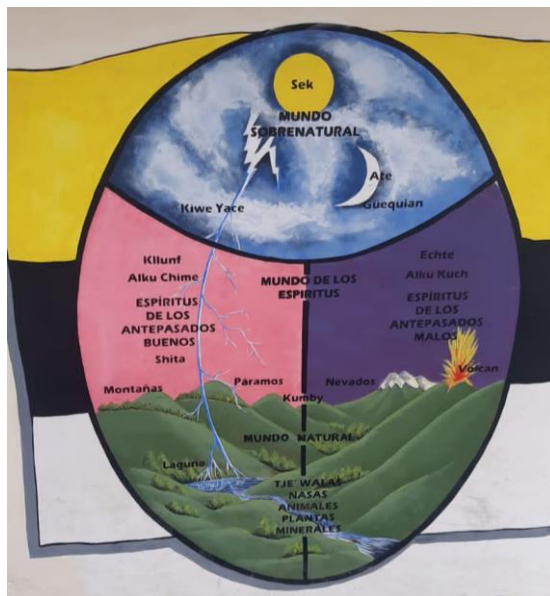 Sek
MUNDO
SOBRENATURAL
Ate
Guequian
Kiwe Yace
Kllunf
Alku Chime
ESPÍRITUS
DE LOS
ANTEPASADOS
BUENOS
Shita
MUNDO DE LOS
ESPIRITUS
Echte
Alku Kuch
ESPÍRITUS
DE LOS
ANTEPASADOS
MALOS
Montañas
Páramos
Nevados
Volcan
Kumby
MUNDO NATURAL
Laguna
TJE' WALAS
NASAS
ANIMALES
PLANTAS
MINERALES